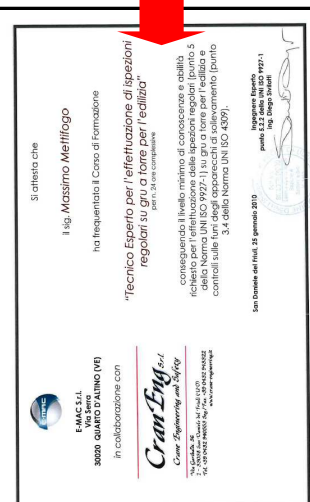 Si attesta che
Il sig. Massimo Mettifogo
ha frequentato il Corso di Formazione
"Tecnico Esperto per l'effettuazione di ispezioni
regolari su gru a torre per l'edilizia"
per n. 24 ore complessive
conseguendo il livello minimo di conoscenze e abilità
richiesto per l'effettuazione delle ispezioni regolari (punto 5
della Norma UNI ISO 9927-1) su gru a torre per l'edilizia e
controlli sulle funi degli apparecchi di sollevamento (punto
3.4 della Norma UNI ISO 4309).
San Daniele del Friuli, 25 gennaio 2010
Ingegnere Esperto
punto 5.2.2 della UNI ISO 9927-1
ing. Diego
E-MAC
E-MAC S.r.l.
Via Serra
30020 QUARTO D'ALTINO (VE)
in collaborazione con
CranEng S.r.l.
Crane Engineering and Safety